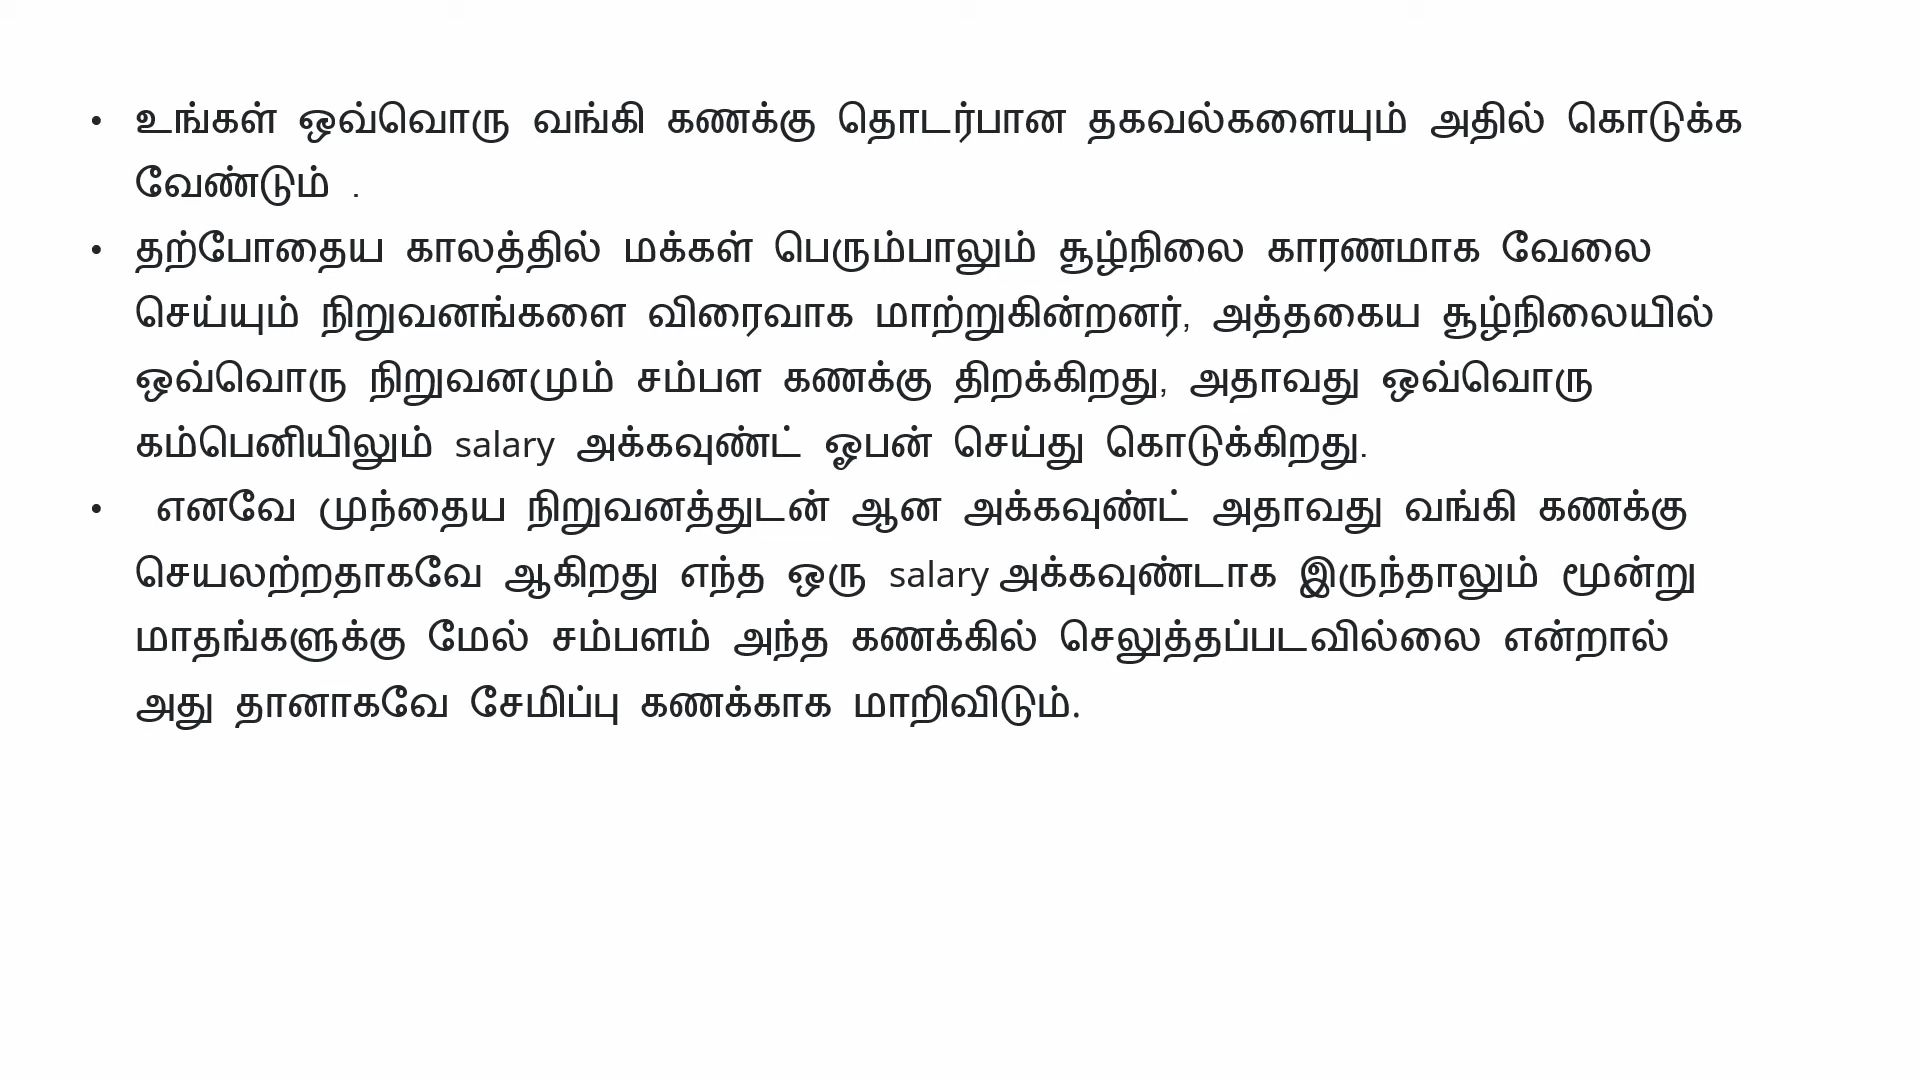 • உங்கள் ஒவ்வொரு வங்கி கணக்கு தொடர்பான தகவல்களையும் அதில் கொடுக்க
வேண்டும் .
• தற்போதைய காலத்தில் மக்கள் பெரும்பாலும் சூழ்நிலை காரணமாக வேலை
செய்யும் நிறுவனங்களை விரைவாக மாற்றுகின்றனர், அத்தகைய சூழ்நிலையில்
ஒவ்வொரு நிறுவனமும் சம்பள கணக்கு திறக்கிறது, அதாவது ஒவ்வொரு
கம்பெனியிலும் salary அக்கவுண்ட் ஓபன் செய்து கொடுக்கிறது.
• எனவே முந்தைய நிறுவனத்துடன் ஆன அக்கவுண்ட் அதாவது வங்கி கணக்கு
செயலற்றதாகவே ஆகிறது எந்த ஒரு salary அக்கவுண்டாக இருந்தாலும் மூன்று
மாதங்களுக்கு மேல் சம்பளம் அந்த கணக்கில் செலுத்தப்படவில்லை என்றால்
அது தானாகவே சேமிப்பு கணக்காக மாறிவிடும்.